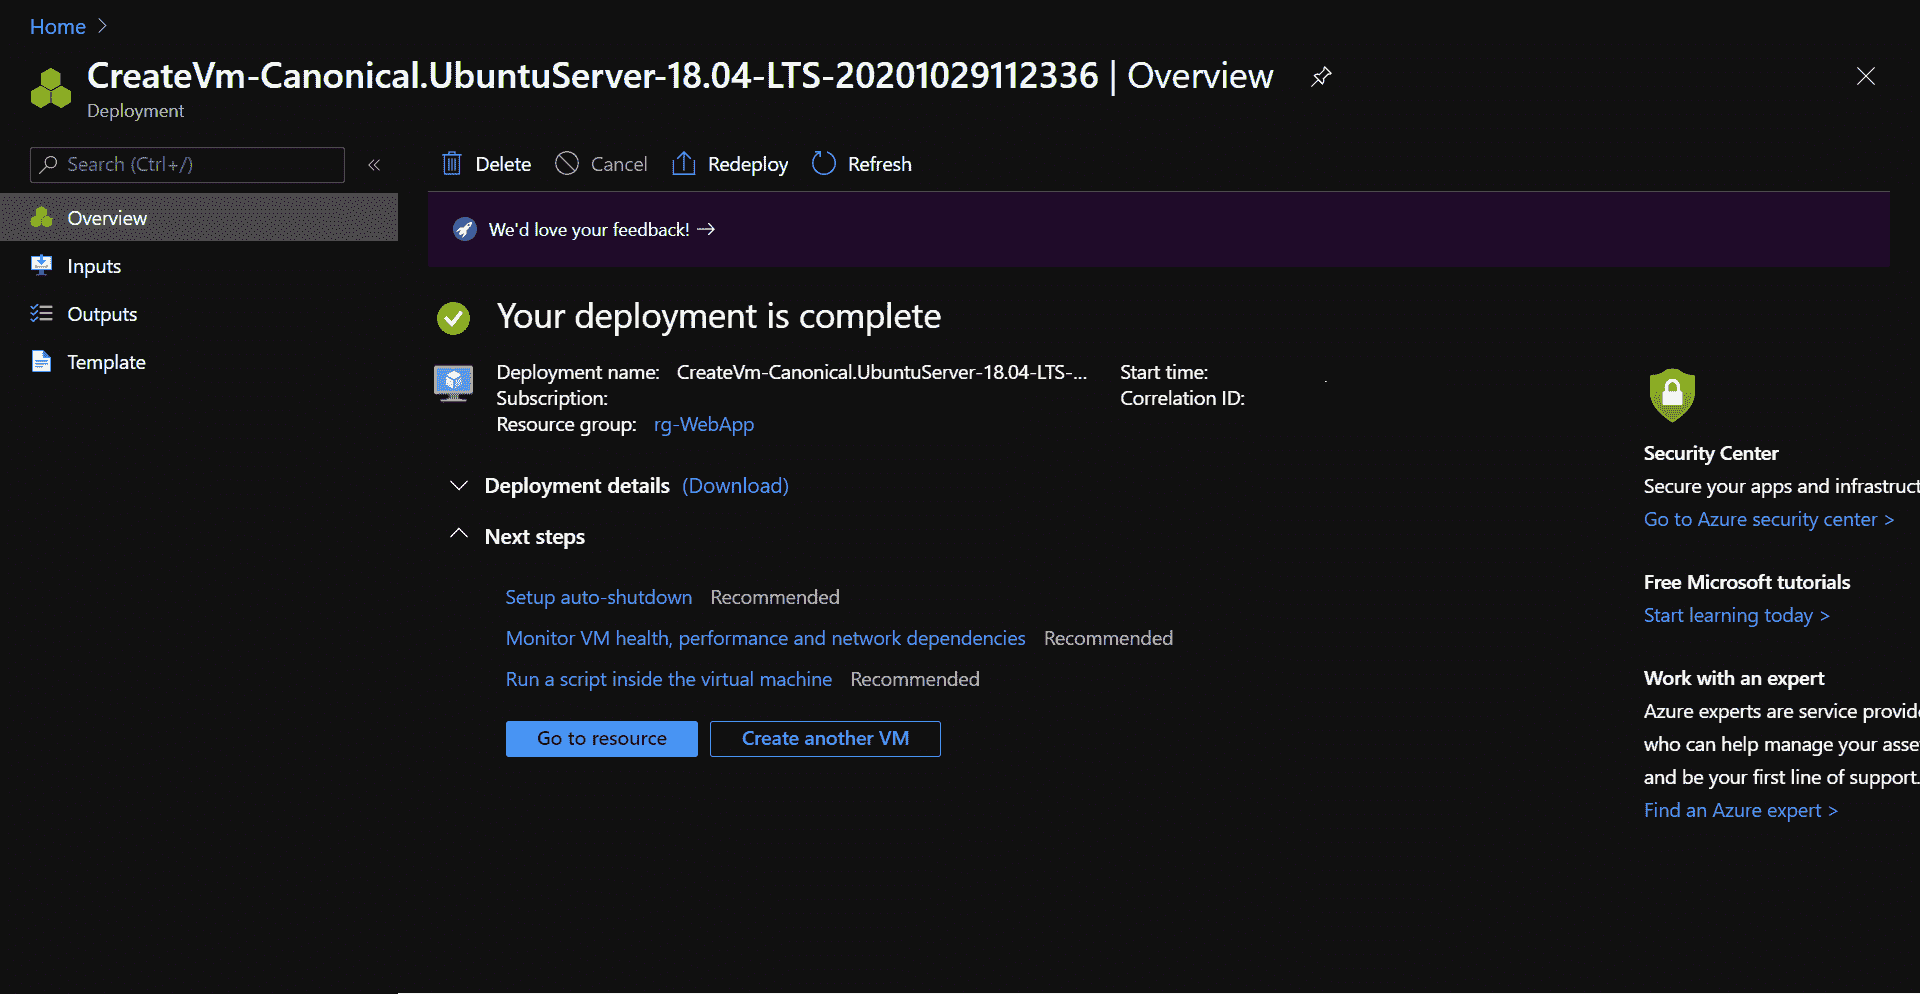 Home
CreateVm-Canonical.UbuntuServer-18.04-LTS-20201029112336 | Overview
Deployment
Search (Ctrl+/)
«
Delete
Cancel
Redeploy
Refresh
Overview
Inputs
Outputs
Template
We'd love your feedback! →
Your deployment is complete
Deployment name: CreateVm-Canonical.UbuntuServer-18.04-LTS-...
Subscription:
Resource group: rg-WebApp
Start time:
Correlation ID:
Deployment details (Download)
Next steps
Setup auto-shutdown Recommended
Monitor VM health, performance and network dependencies Recommended
Run a script inside the virtual machine Recommended
Go to resource
Create another VM
Security Center
Secure your apps and infrastruct
Go to Azure security center >
Free Microsoft tutorials
Start learning today >
Work with an expert
Azure experts are service provide
who can help manage your asse
and be your first line of support.
Find an Azure expert >